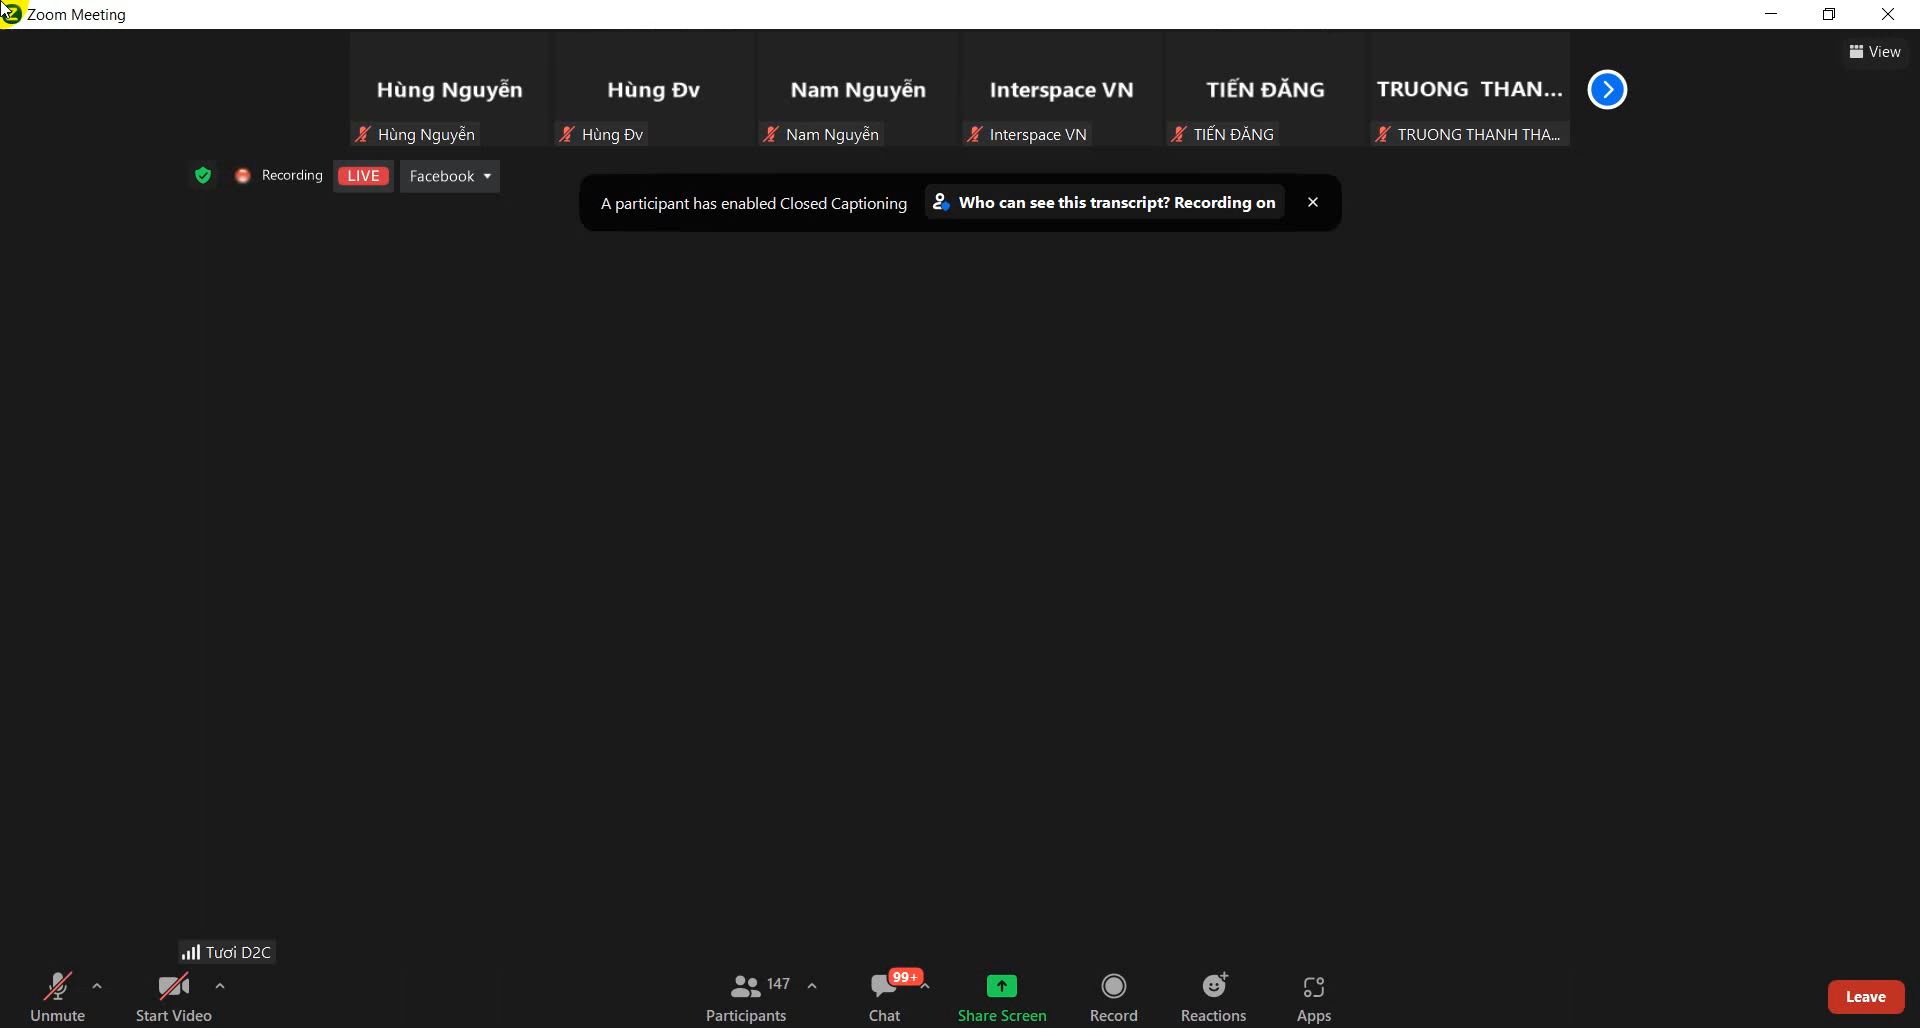 Zoom Meeting
View
Hùng Nguyễn
Hùng Đv
Nam Nguyễn
Interspace VN
TIẾN ĐĂNG
TRUONG THAN...
Hùng Nguyễn
Hùng Đv
Nam Nguyễn
Interspace VN
TIẾN ĐĂNG
TRUONG THANH THA...
Recording
LIVE
Facebook
A participant has enabled Closed Captioning
Who can see this transcript? Recording on
Tươi D2C
Unmute
Start Video
147
Participants
99+
Chat
Share Screen
Record
Reactions
Apps
Leave